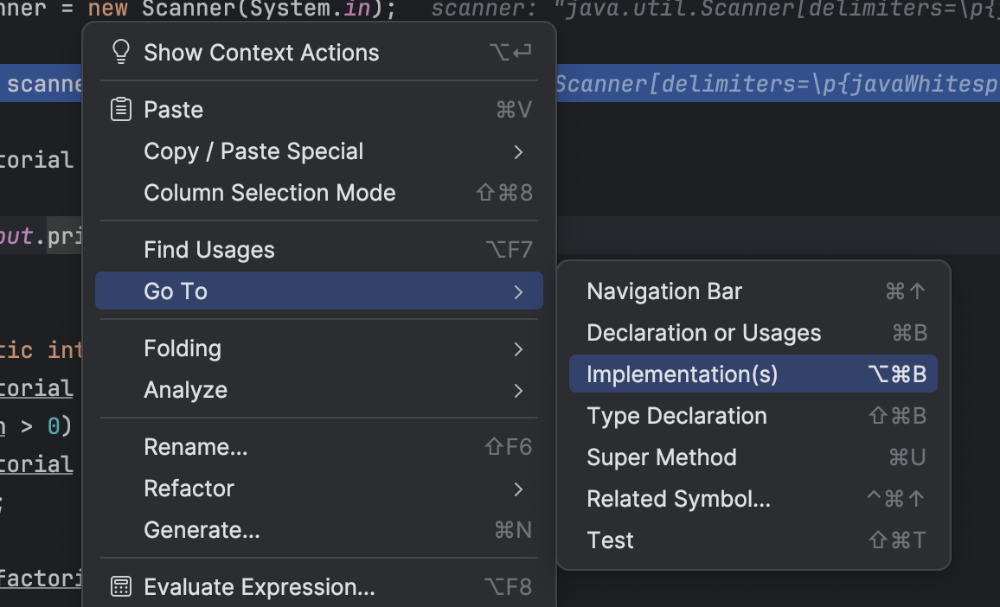 nner = new Scanner(System.in); scanner: "java.util.Scanner[delimiters=\p{j
Show Context Actions ⌥⏎
scanne Scanner[delimiters=\p{javaWhitesp
Paste ⌘V
Copy / Paste Special >
torial
Column Selection Mode ⇧⌘8
out.pri
Find Usages ⌥F7
Go To >
Navigation Bar ⌘↑
Declaration or Usages ⌘B
Implementation(s) ⌥⌘B
Type Declaration ⇧⌘B
Super Method ⌘U
Related Symbol... ⌃⌘↑
Test ⇧⌘T
tic int
Folding >
torial
Analyze >
n > 0)
Rename... ⇧F6
torial
Refactor >
;
Generate... ⌘N
factori
Evaluate Expression... ⌥F8